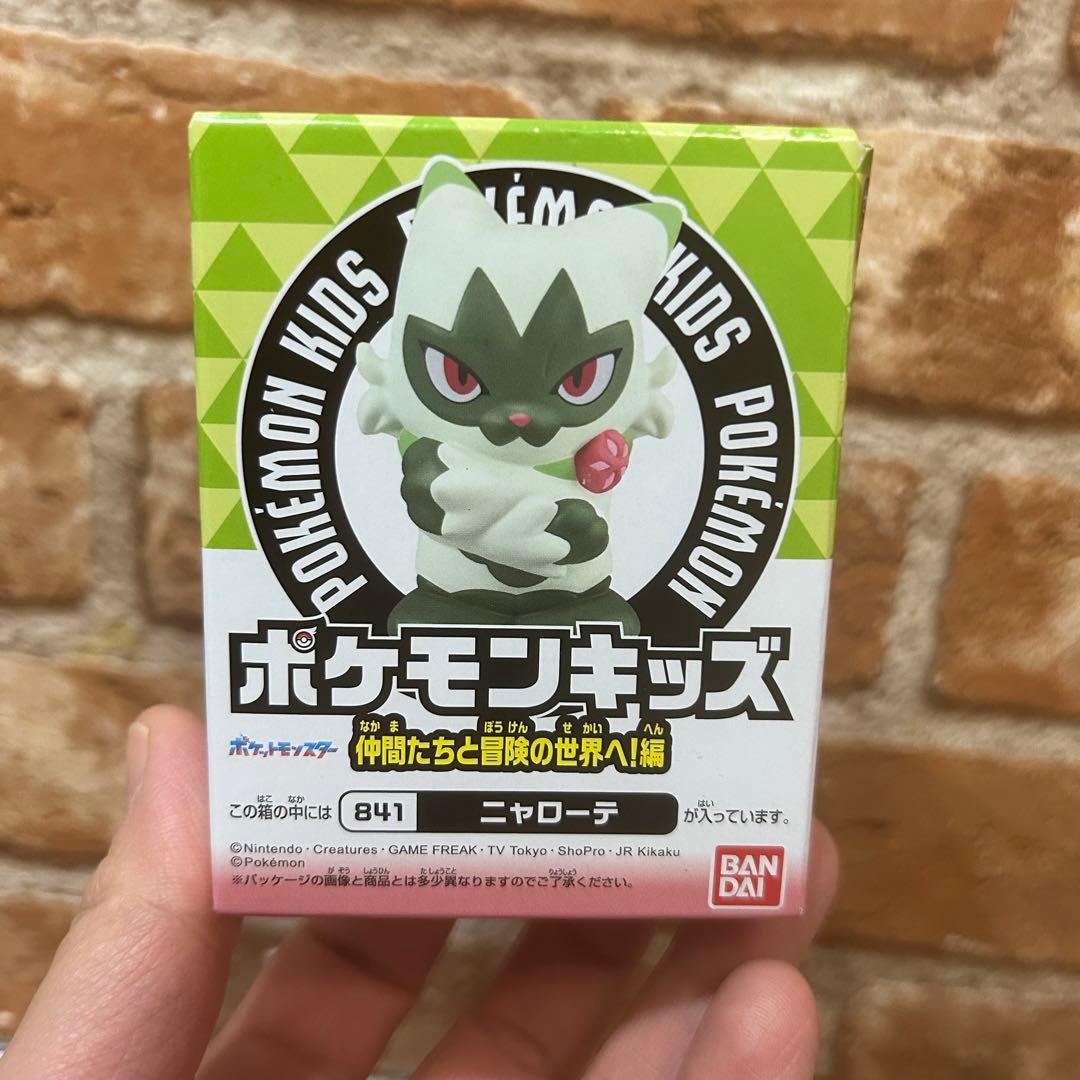 POKÉMON KIDS POKÉMON KIDS POKÉMON
ポケモンキッズ
ポケットモンスター
なかま ぼうけん せかい へん
仲間たちと冒険の世界へ!編
はこ なか はい
この箱の中には 841 ニャローテ が入っています。
©Nintendo・Creatures・GAME FREAK・TV Tokyo・ShoPro・JR Kikaku
©Pokémon
がぞう しょうひん たしょうこと りょうしょう
※パッケージの画像と商品とは多少異なりますのでご了承ください。
BAN
DAI